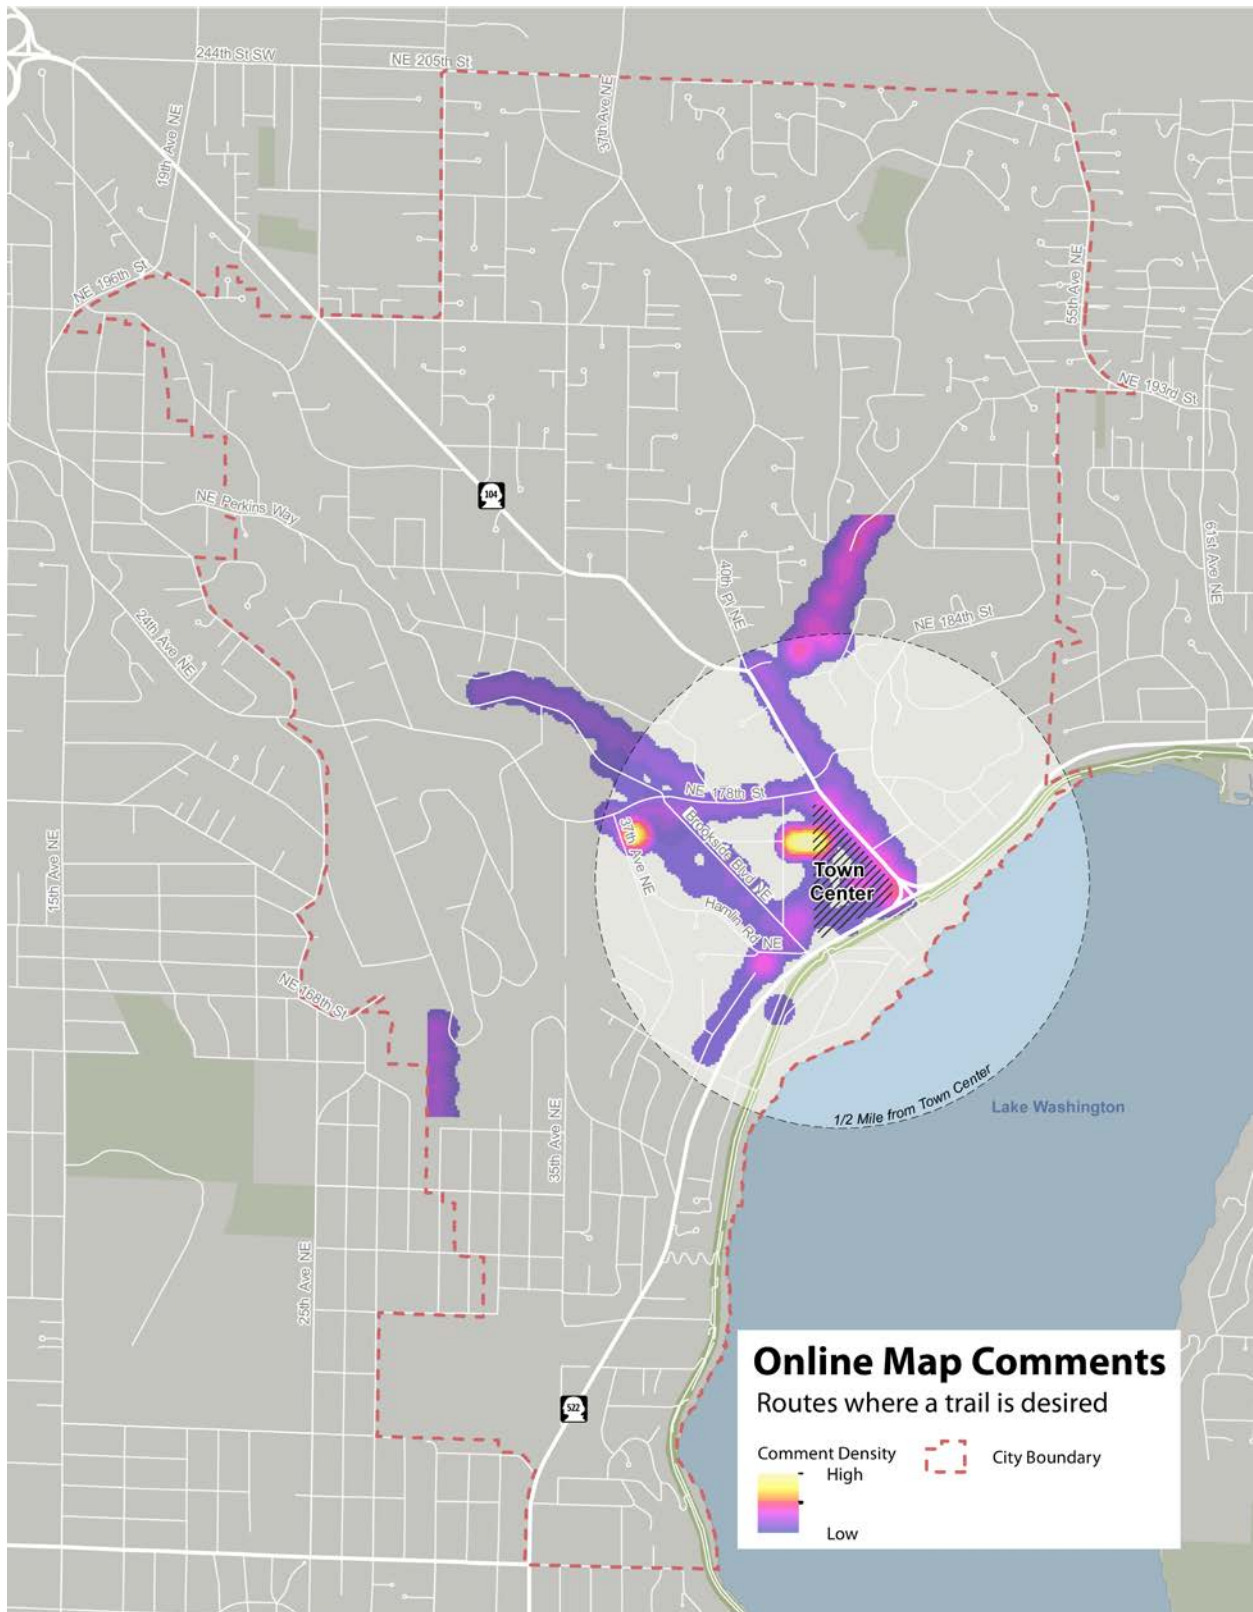 244th St SW
NE 205th St
37th Ave NE
19th Ave NE
NE 196th St
55th Ave NE
NE 193rd St
104
NE Perkins Way
61st Ave NE
40th Pl NE
24th Ave NE
NE 184th St
NE 178th St
37th Ave NE
Brookside Blvd NE
Town
Center
15th Ave NE
Hamlin Rd NE
NE 168th St
1/2 Mile from Town Center
Lake Washington
35th Ave NE
25th Ave NE
522
Online Map Comments
Routes where a trail is desired
Comment Density
High
Low
City Boundary